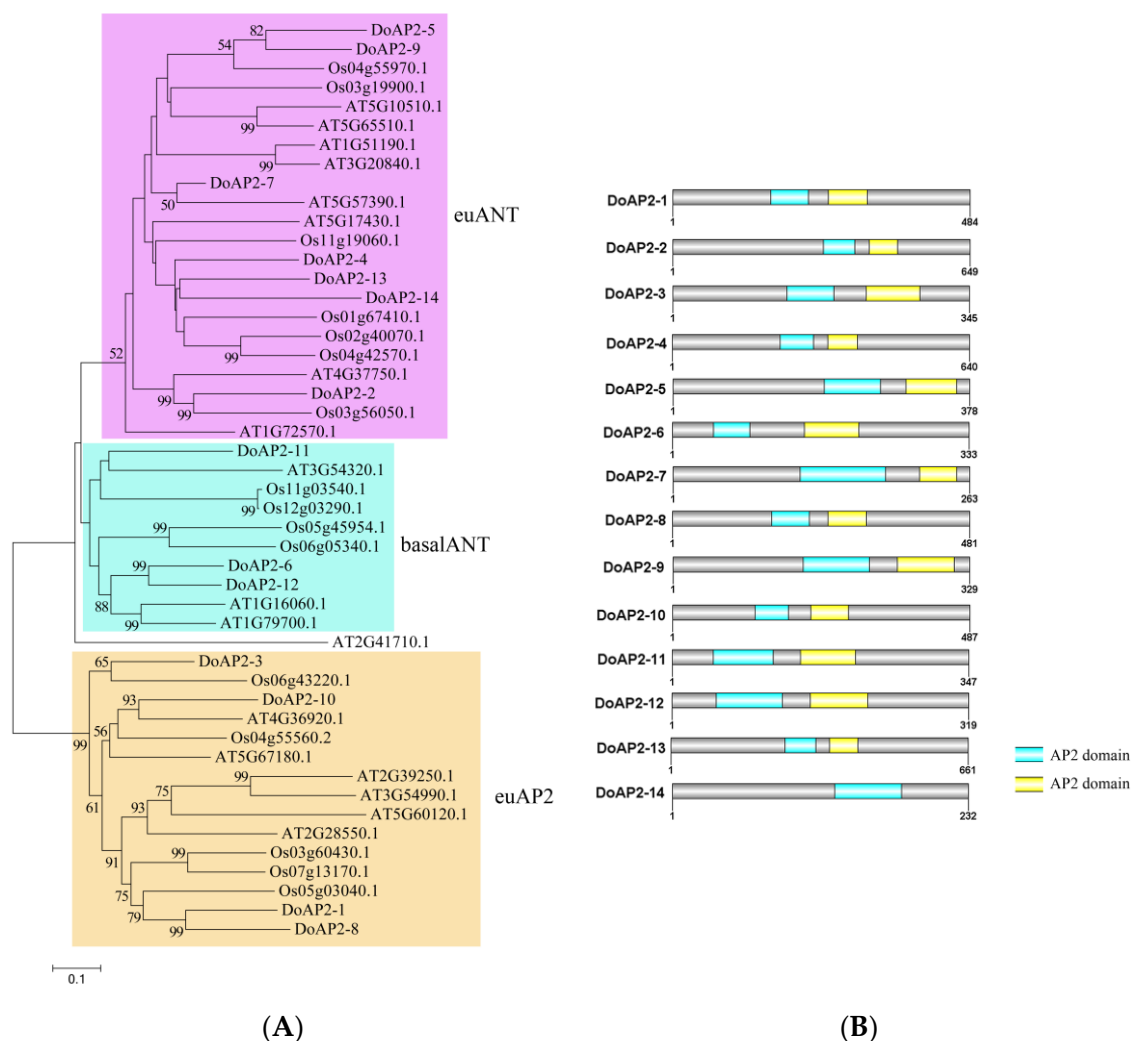 82
DoAP2-5
54
DoAP2-9
Os04g55970.1
Os03g19900.1
AT5G10510.1
99
AT5G65510.1
AT1G51190.1
99
AT3G20840.1
DoAP2-7
50
AT5G57390.1
AT5G17430.1
euANT
Os11g19060.1
DoAP2-4
DoAP2-13
DoAP2-14
Os01g67410.1
Os02g40070.1
99
Os04g42570.1
52
AT4G37750.1
99
DoAP2-2
99
Os03g56050.1
AT1G72570.1
DoAP2-11
AT3G54320.1
Os11g03540.1
Os12g03290.1
99
Os05g45954.1
Os06g05340.1
basalANT
99
DoAP2-6
DoAP2-12
88
AT1G16060.1
99
AT1G79700.1
AT2G41710.1
65
DoAP2-3
Os06g43220.1
93
DoAP2-10
AT4G36920.1
56
Os04g55560.2
99
AT5G67180.1
99
AT2G39250.1
75
AT3G54990.1
euAP2
61
93
AT5G60120.1
AT2G28550.1
91
99
Os03g60430.1
Os07g13170.1
75
Os05g03040.1
79
DoAP2-1
99
DoAP2-8
0.1
(A)
DoAP2-1
1 484
DoAP2-2
1 649
DoAP2-3
1 345
DoAP2-4
1 640
DoAP2-5
1 378
DoAP2-6
1 333
DoAP2-7
1 263
DoAP2-8
1 481
DoAP2-9
1 329
DoAP2-10
1 487
DoAP2-11
1 347
DoAP2-12
1 319
DoAP2-13
1 661
DoAP2-14
1 232
AP2 domain
AP2 domain
(B)